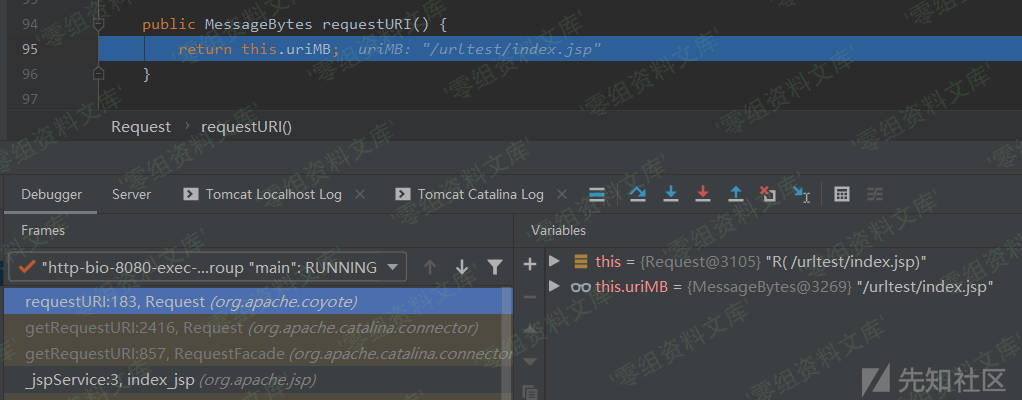 93
94 public MessageBytes requestURI() {
95 return this.uriMB; uriMB: "/urltest/index.jsp"
96 }
97
Request › requestURI()
Debugger Server Tomcat Localhost Log × Tomcat Catalina Log ×
Frames
Variables
"http-bio-8080-exec-...roup "main": RUNNING
this = {Request@3105} "R( /urltest/index.jsp)"
this.uriMB = {MessageBytes@3269} "/urltest/index.jsp"
requestURI:183, Request (org.apache.coyote)
getRequestURI:2416, Request (org.apache.catalina.connector)
getRequestURI:857, RequestFacade (org.apache.catalina.connector
_jspService:3, index_jsp (org.apache.jsp)
'零组资料文库'
先知社区